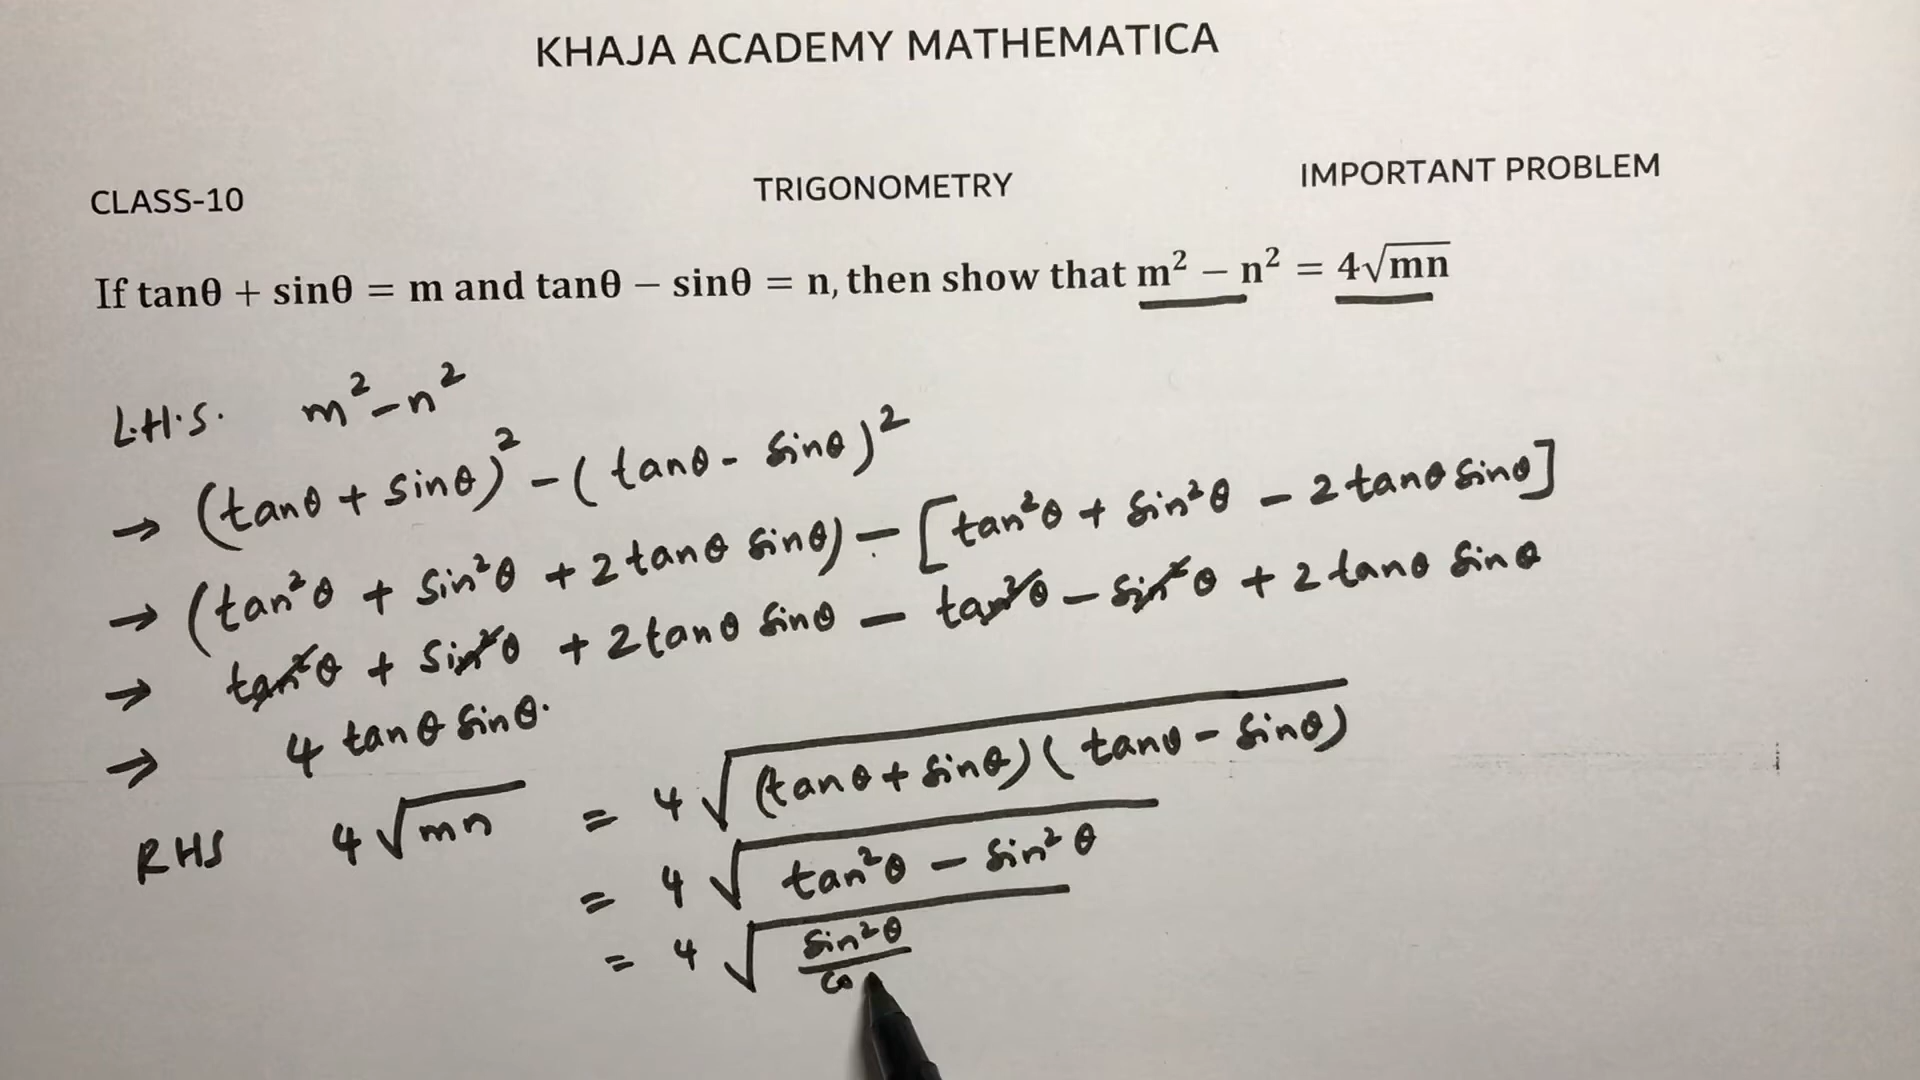 KHAJA ACADEMY MATHEMATICA
CLASS-10 TRIGONOMETRY IMPORTANT PROBLEM
If tanθ + sinθ = m and tanθ − sinθ = n, then show that m² − n² = 4√mn
L.H.S. m² − n²
→ (tanθ + sinθ)² − (tanθ − sinθ)²
→ (tan²θ + sin²θ + 2tanθ sinθ) − [tan²θ + sin²θ − 2tanθ sinθ]
→ tan²θ + sin²θ + 2tanθ sinθ − tan²θ − sin²θ + 2tanθ sinθ
→ 4 tanθ sinθ.
RHS 4√mn = 4√(tanθ + sinθ)(tanθ − sinθ)
= 4√tan²θ − sin²θ
= 4√sin²θ/co